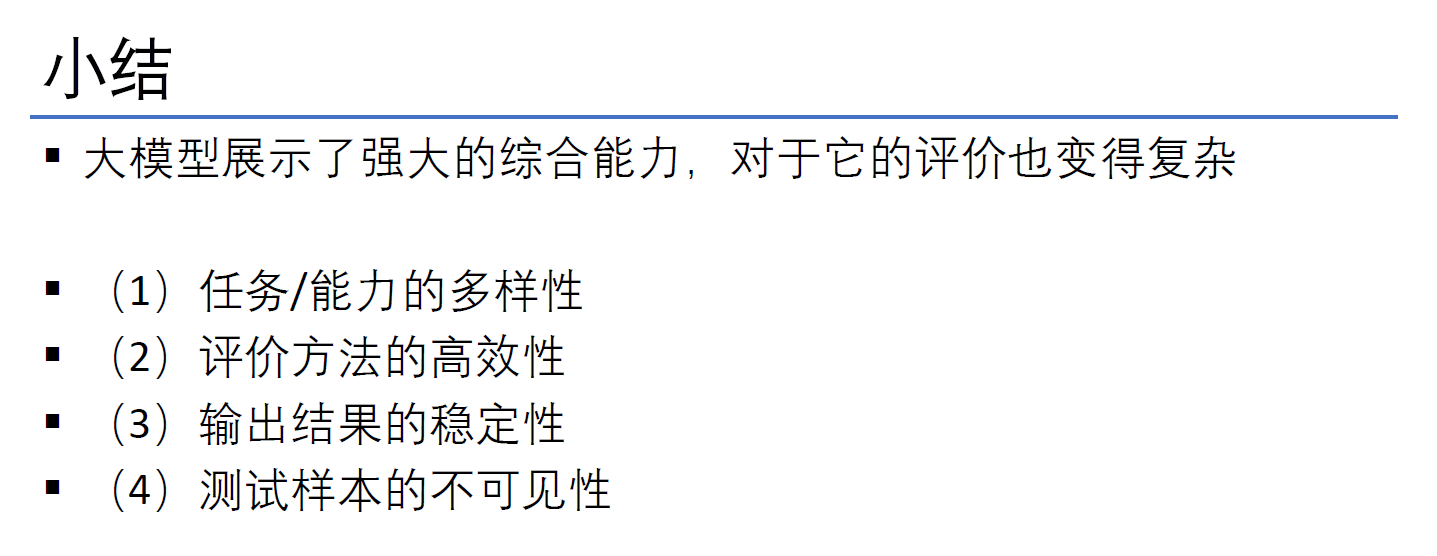 小结
▪ 大模型展示了强大的综合能力，对于它的评价也变得复杂
▪ （1）任务/能力的多样性
▪ （2）评价方法的高效性
▪ （3）输出结果的稳定性
▪ （4）测试样本的不可见性